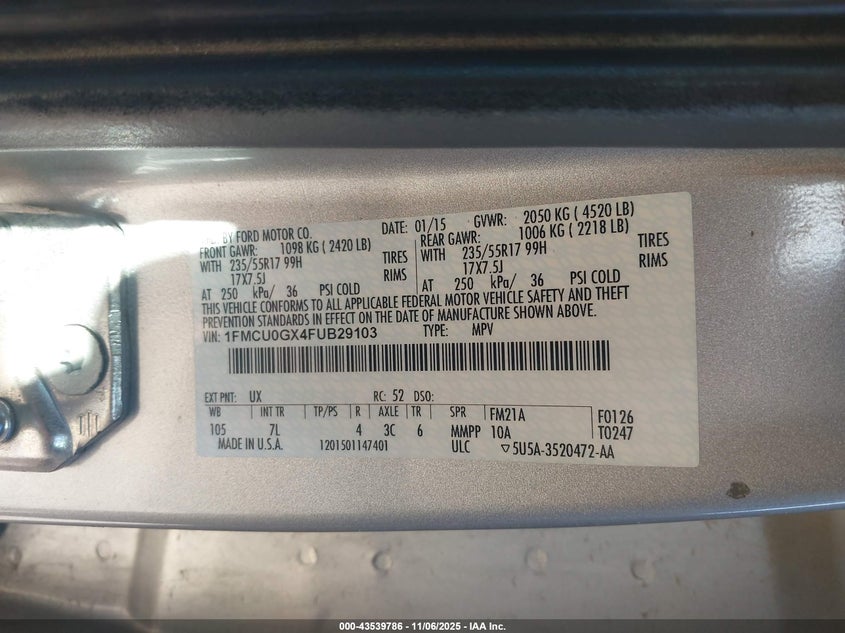 BY FORD MOTOR CO. DATE: 01/15 GVWR: 2050 KG ( 4520 LB)
FRONT GAWR: 1098 KG ( 2420 LB) REAR GAWR: 1006 KG ( 2218 LB)
WITH 235/55R17 99H TIRES WITH 235/55R17 99H TIRES
17X7.5J RIMS 17X7.5J RIMS
AT 250 kPa/ 36 PSI COLD AT 250 kPa/ 36 PSI COLD
THIS VEHICLE CONFORMS TO ALL APPLICABLE FEDERAL MOTOR VEHICLE SAFETY AND THEFT
PREVENTION STANDARDS IN EFFECT ON THE DATE OF MANUFACTURE SHOWN ABOVE.
VIN: 1FMCU0GX4FUB29103 TYPE: MPV
EXT PNT: UX RC: 52 DSO:
WB INT TR TP/PS R AXLE TR SPR FM21A F0126
105 7L 4 3C 6 MMPP 10A T0247
MADE IN U.S.A. 1201501147401 ULC ▽5U5A-3520472-AA
000-43539786 - 11/06/2025 - IAA Inc.